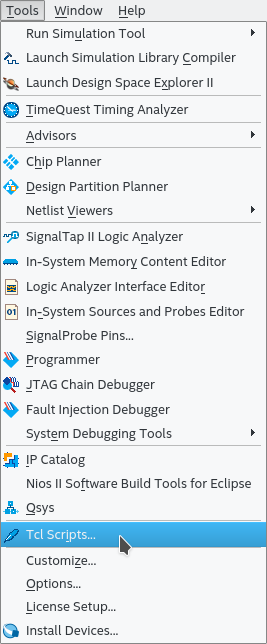 Tools Window Help
Run Simulation Tool
Launch Simulation Library Compiler
Launch Design Space Explorer II
TimeQuest Timing Analyzer
Advisors
Chip Planner
Design Partition Planner
Netlist Viewers
SignalTap II Logic Analyzer
In-System Memory Content Editor
Logic Analyzer Interface Editor
In-System Sources and Probes Editor
SignalProbe Pins...
Programmer
JTAG Chain Debugger
Fault Injection Debugger
System Debugging Tools
IP Catalog
Nios II Software Build Tools for Eclipse
Qsys
Tcl Scripts...
Customize...
Options...
License Setup...
Install Devices...